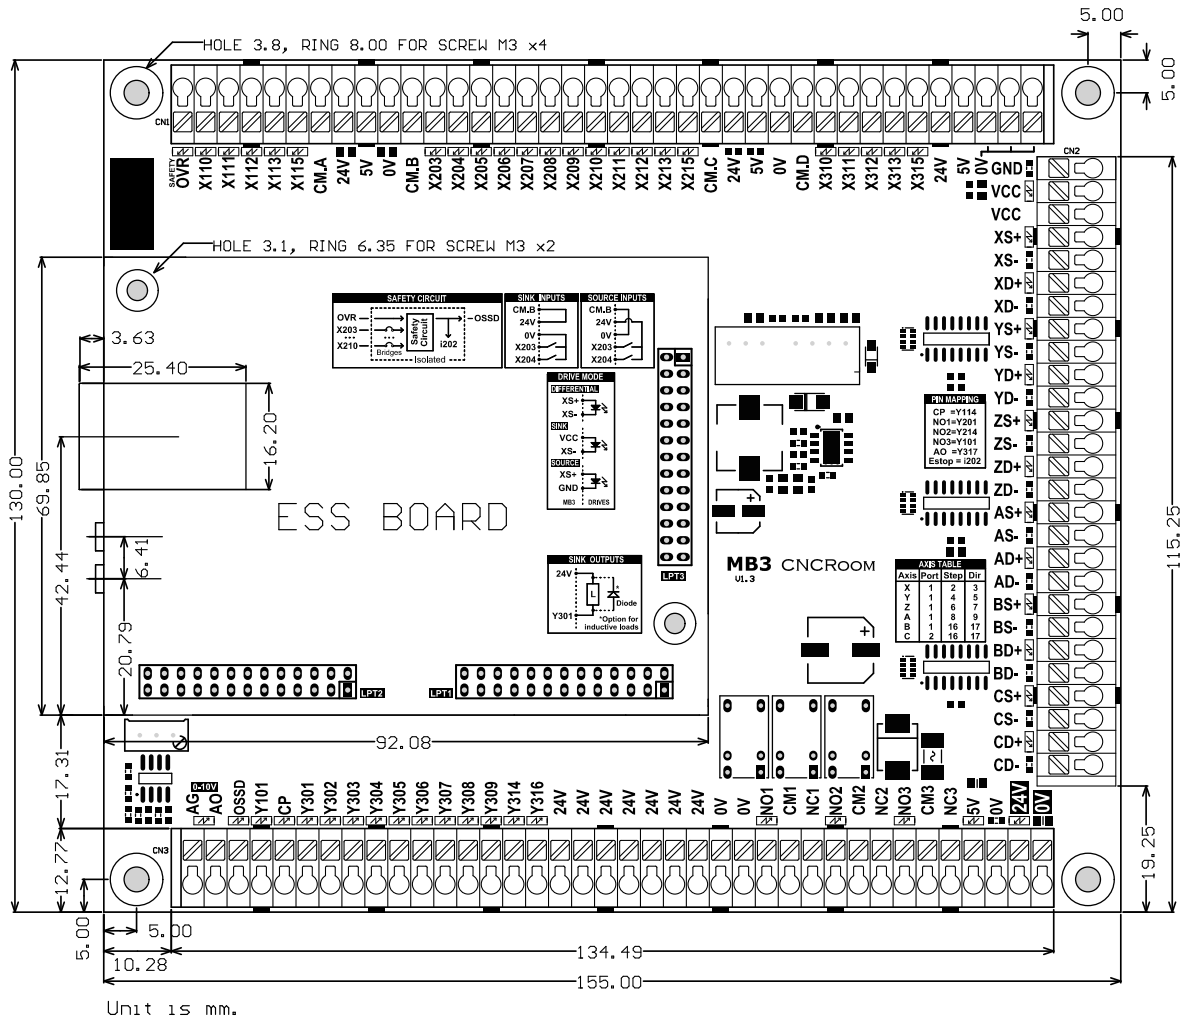 HOLE 3.8, RING 8.00 FOR SCREW M3 x4
5.00
5.00
CN1
SAFETY
OVR X110 X111 X112 X113 X115 CM.A 24V 5V 0V CM.B X203 X204 X205 X206 X207 X208 X209 X210 X211 X212 X213 X215 CM.C 24V 5V 0V CM.D X310 X311 X312 X313 X315 24V 5V 0V
CN2
GND
VCC
VCC
XS+
XS-
XD+
XD-
YS+
YS-
YD+
YD-
ZS+
ZS-
ZD+
ZD-
AS+
AS-
AD+
AD-
BS+
BS-
BD+
BD-
CS+
CS-
CD+
CD-
HOLE 3.1, RING 6.35 FOR SCREW M3 x2
SAFETY CIRCUIT
OVR
X203
...
X210
Bridges
Safety Circuit
Isolated
i202
OSSD
SINK INPUTS
CM.B
24V
0V
X203
X204
SOURCE INPUTS
CM.B
24V
0V
X203
X204
DRIVE MODE
DIFFERENTIAL
XS+
XS-
SINK
VCC
XS-
SOURCE
XS+
GND
MB3 DRIVES
PIN MAPPING
CP =Y114
NO1=Y201
NO2=Y214
NO3=Y101
AO =Y317
Estop = i202
3.63
25.40
16.20
130.00
69.85
42.44
6.41
20.79
115.25
ESS BOARD
SINK OUTPUTS
24V
L
*
Diode
Y301
*Option for
inductive loads
LPT3
MB3 CNCRoom
V1.3
AXIS TABLE
Axis Port Step Dir
X 1 2 3
Y 1 4 5
Z 1 6 7
A 1 8 9
B 1 16 17
C 2 16 17
+
+
LPT2
LPT1
92.08
17.31
12.77
~
0-10V
AG AO OSSD Y101 CP Y301 Y302 Y303 Y304 Y305 Y306 Y307 Y308 Y309 Y314 Y316 24V 24V 24V 24V 24V 24V 24V 0V 0V NO1 CM1 NC1 NO2 CM2 NC2 NO3 CM3 NC3 5V 0V 24V 0V
CN3
19.25
5.00
5.00
10.28
134.49
155.00
Unit is mm.